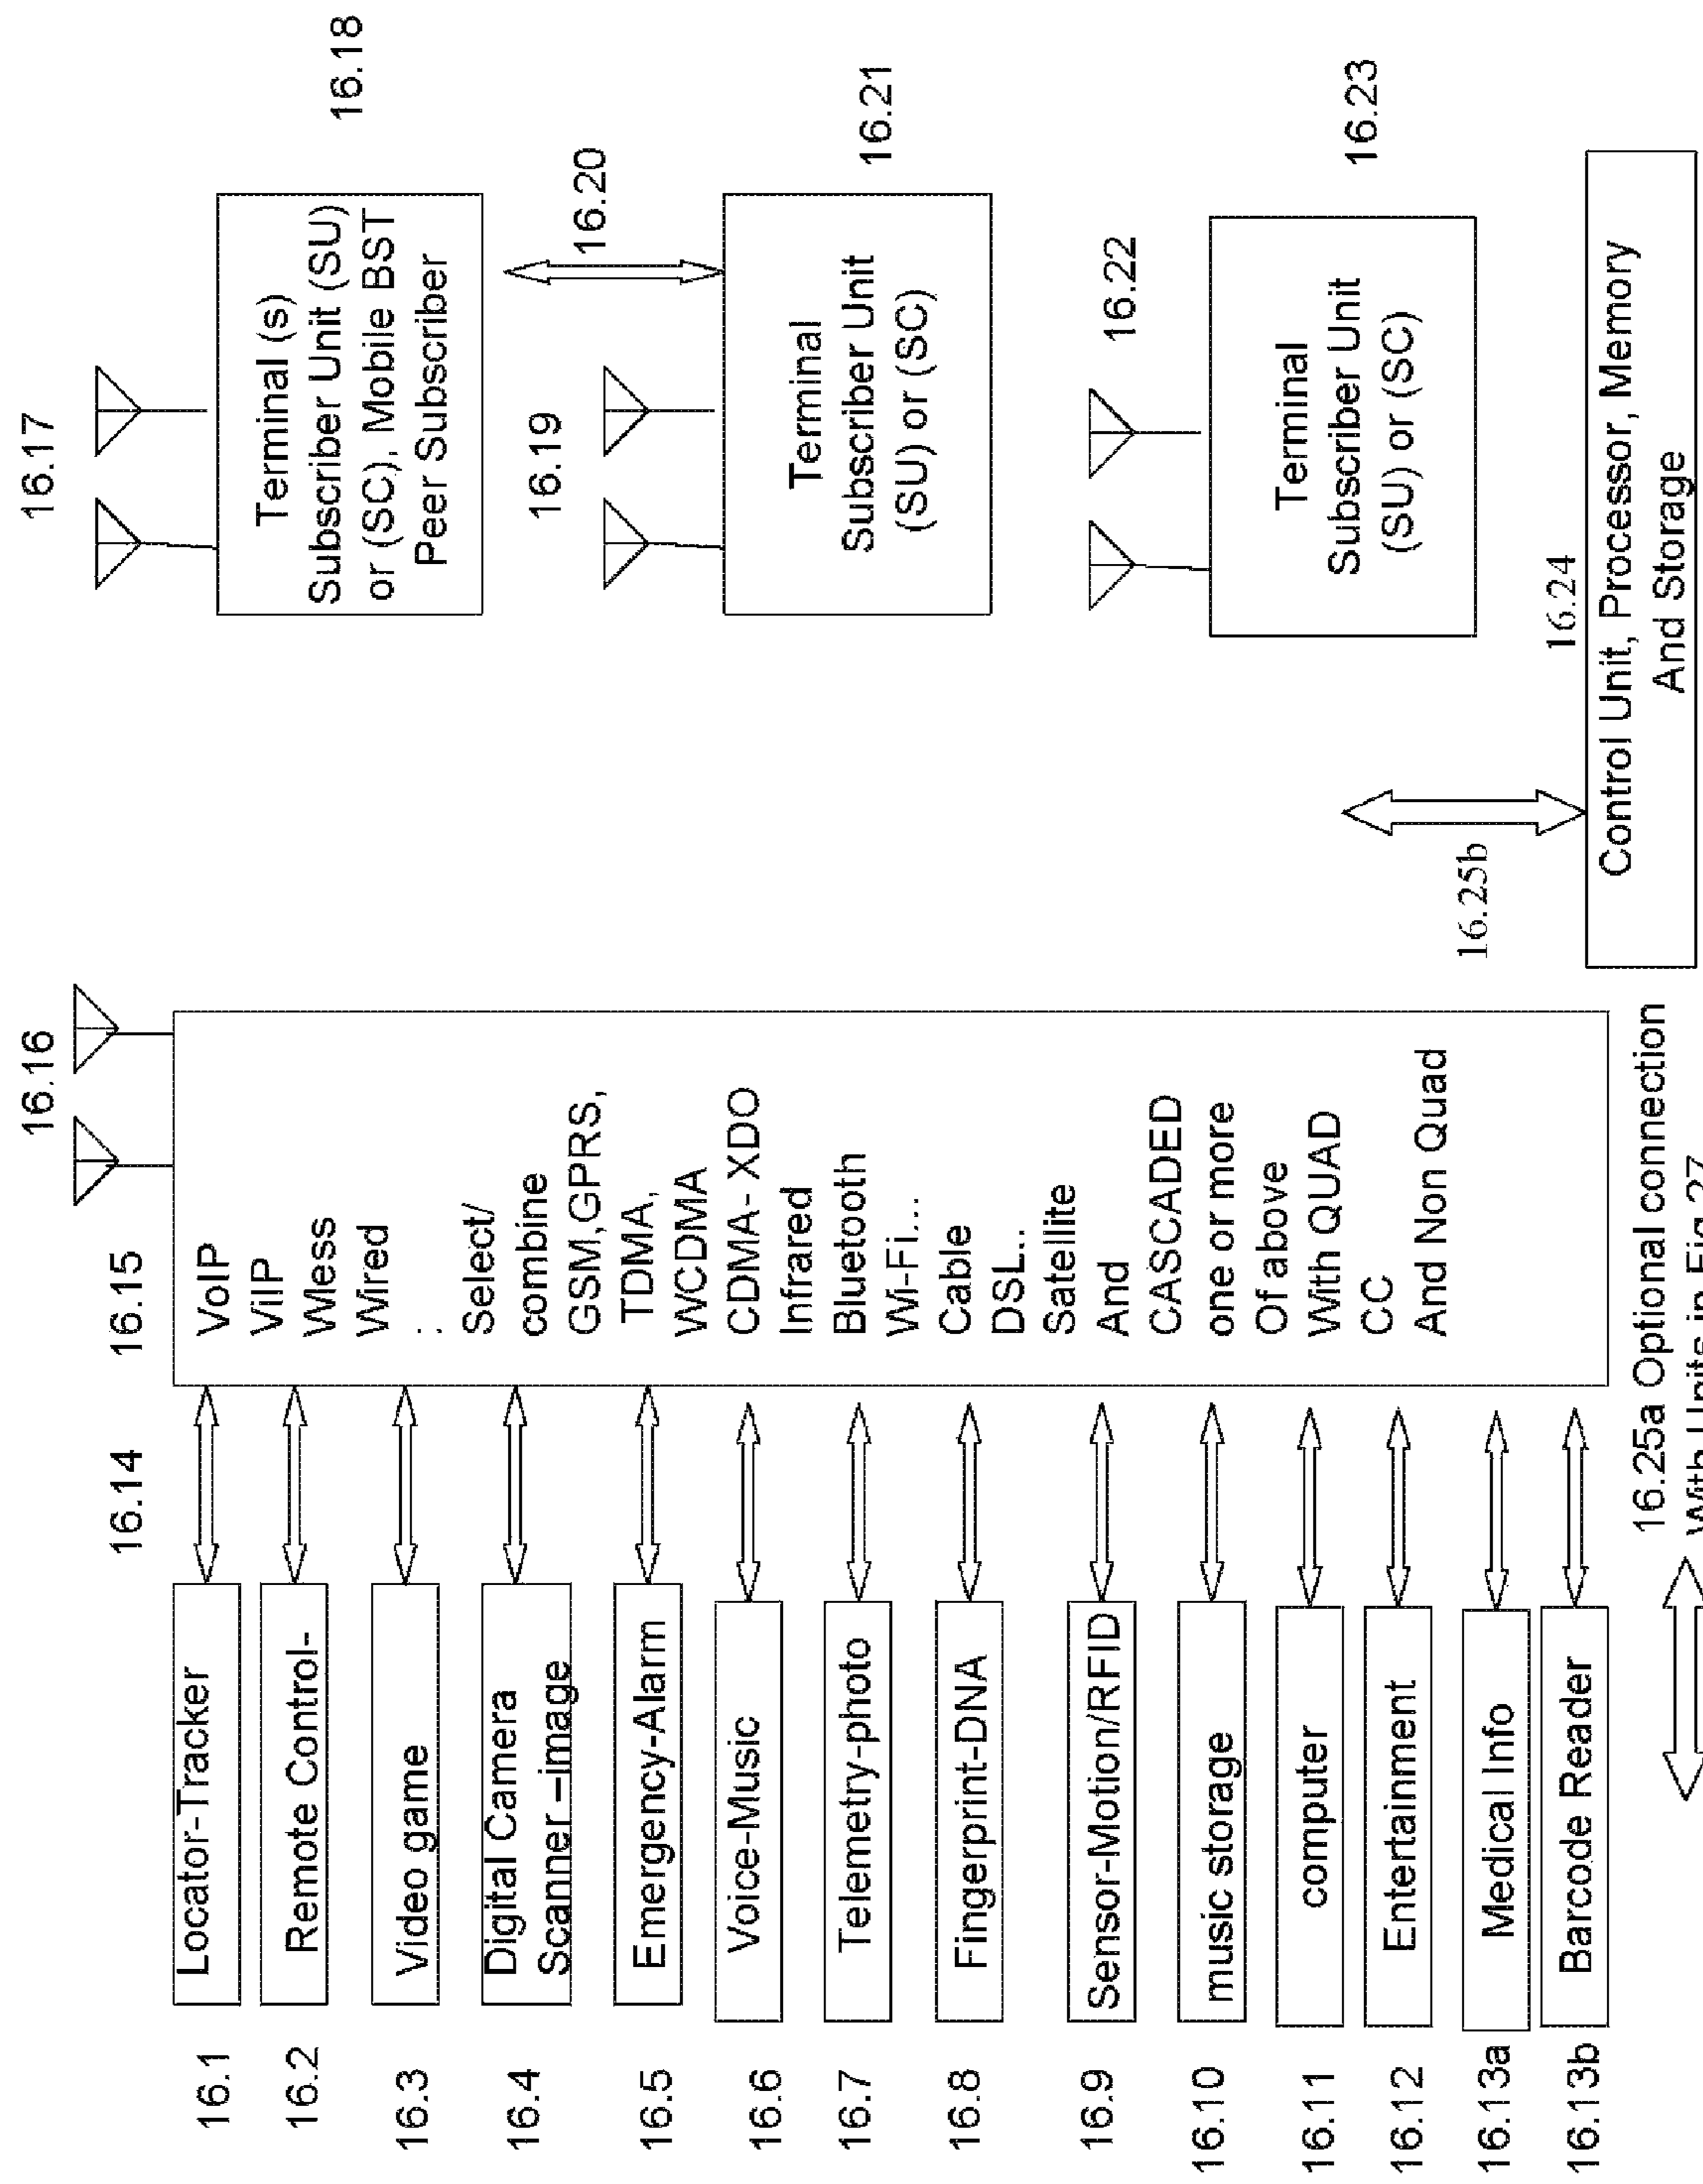 16.1
Locator-Tracker
16.2
Remote Control-
16.3
Video game
16.4
Digital Camera
Scanner –image
16.5
Emergency-Alarm
16.6
Voice-Music
16.7
Telemetry-photo
16.8
Fingerprint-DNA
16.9
Sensor-Motion/RFID
16.10
music storage
16.11
computer
16.12
Entertainment
16.13a
Medical Info
16.13b
Barcode Reader
16.14
16.15
VoIP
ViIP
Wless
Wired
:
Select/
combine
GSM,GPRS,
TDMA,
WCDMA
CDMA- XDO
Infrared
Bluetooth
Wi-Fi...
Cable
DSL..
Satellite
And
CASCADED
one or more
Of above
With QUAD
CC
And Non Quad
16.16
16.25a Optional connection
With Units in Fig 27
16.17
Terminal (s)
Subscriber Unit (SU)
or (SC), Mobile BST
Peer Subscriber
16.18
16.20
16.19
Terminal
Subscriber Unit
(SU) or (SC)
16.21
16.22
Terminal
Subscriber Unit
(SU) or (SC)
16.23
16.25b
16.24
Control Unit, Processor, Memory
And Storage